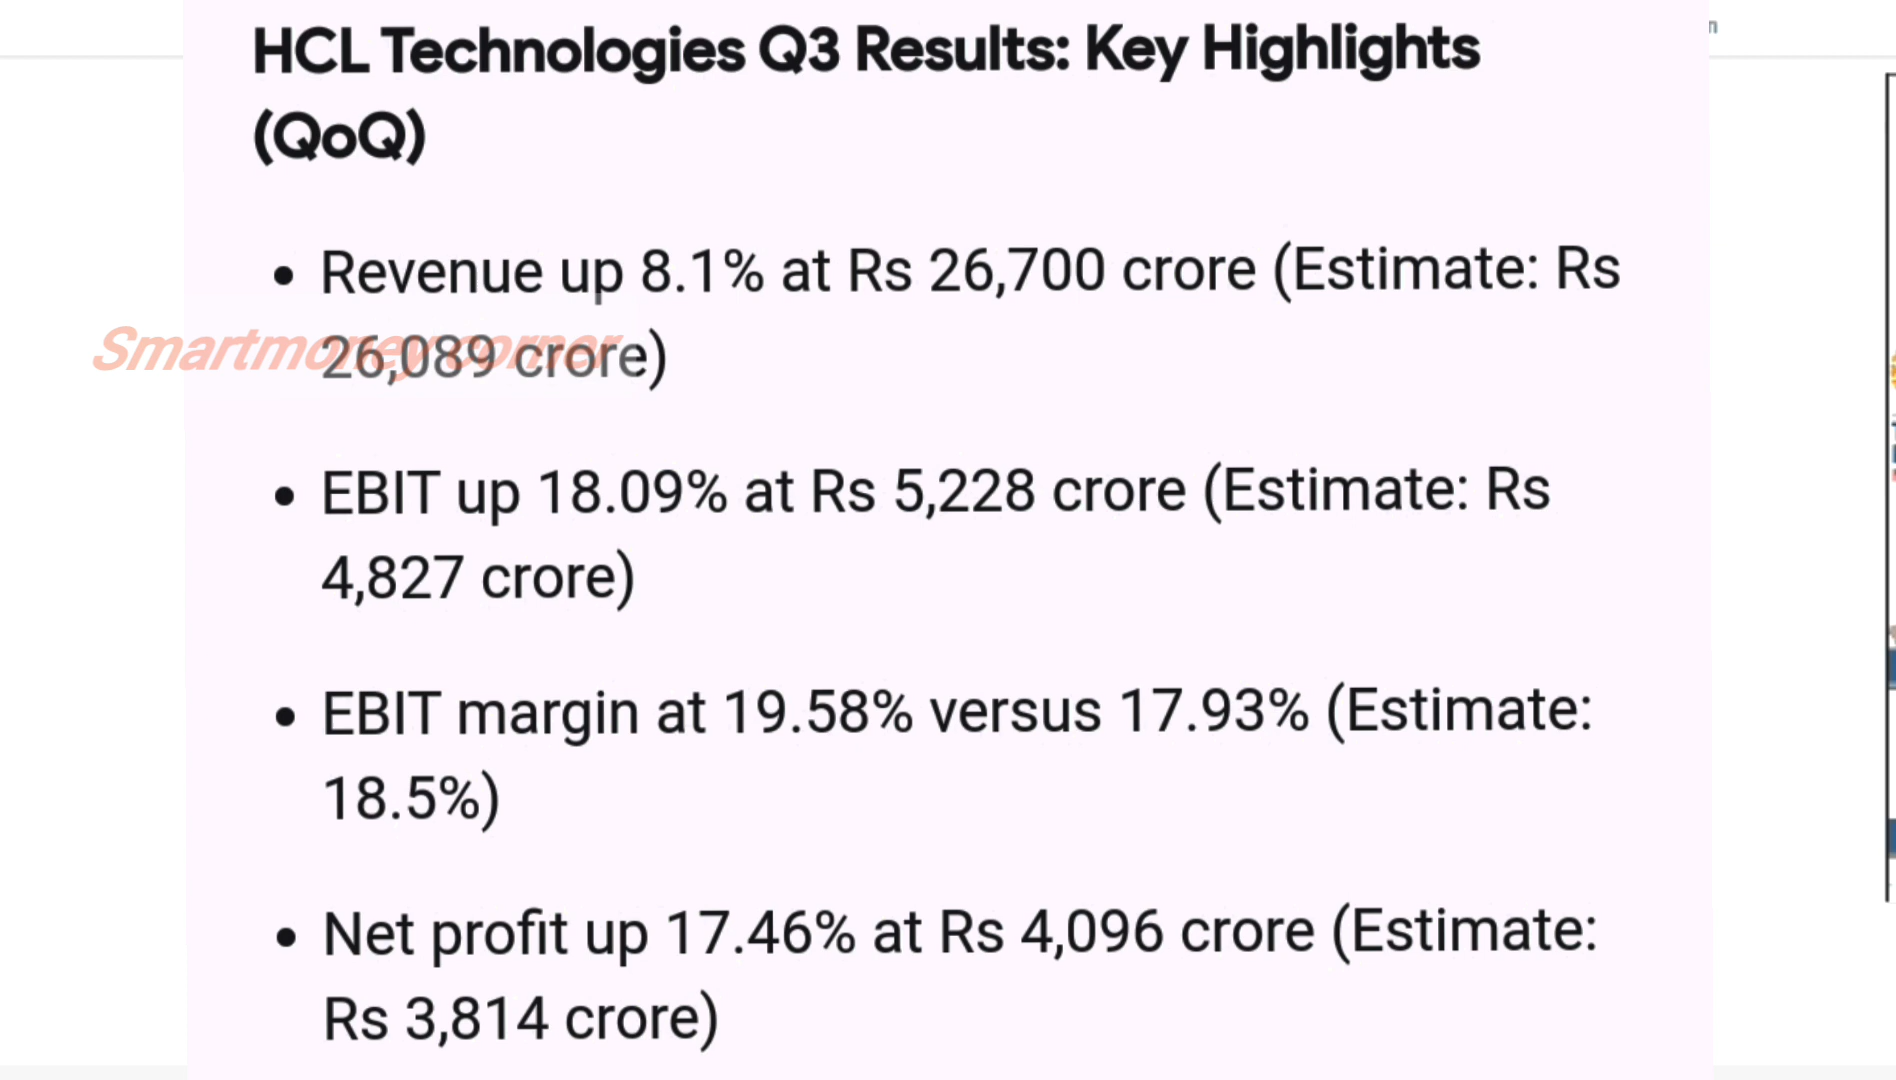 HCL Technologies Q3 Results: Key Highlights
(QoQ)
• Revenue up 8.1% at Rs 26,700 crore (Estimate: Rs
26,089 crore)
Smartmoney corner
• EBIT up 18.09% at Rs 5,228 crore (Estimate: Rs
4,827 crore)
• EBIT margin at 19.58% versus 17.93% (Estimate:
18.5%)
• Net profit up 17.46% at Rs 4,096 crore (Estimate:
Rs 3,814 crore)